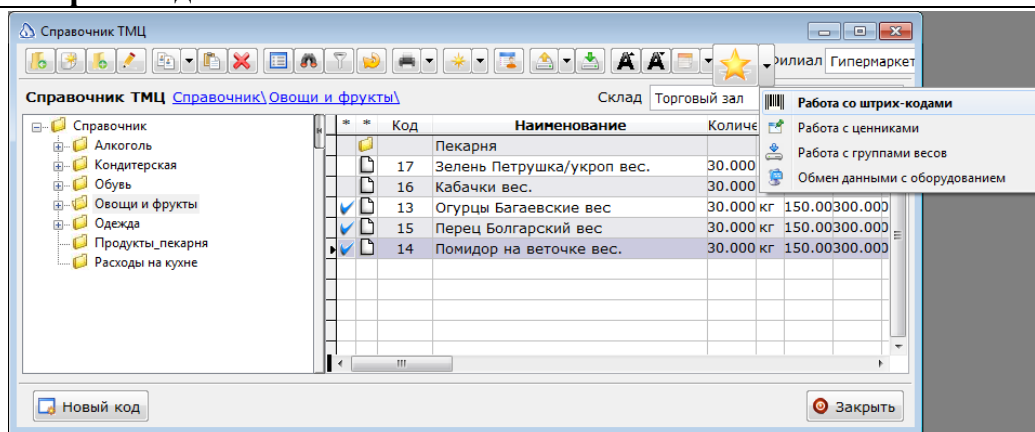 Справочник ТМЦ
Филиал Гипермаркет
Справочник ТМЦ Справочник\Овощи и фрукты\ Склад Торговый зал
Работа со штрих-кодами
Работа с ценниками
Работа с группами весов
Обмен данными с оборудованием
Справочник
Алкоголь
Кондитерская
Обувь
Овощи и фрукты
Одежда
Продукты_пекарня
Расходы на кухне
* * Код Наименование Количе
Пекарня
17 Зелень Петрушка/укроп вес. 30.000
16 Кабачки вес. 30.000
13 Огурцы Багаевские вес 30.000 кг 150.00 300.000
15 Перец Болгарский вес 30.000 кг 150.00 300.000
14 Помидор на веточке вес. 30.000 кг 150.00 300.000
Новый код
Закрыть